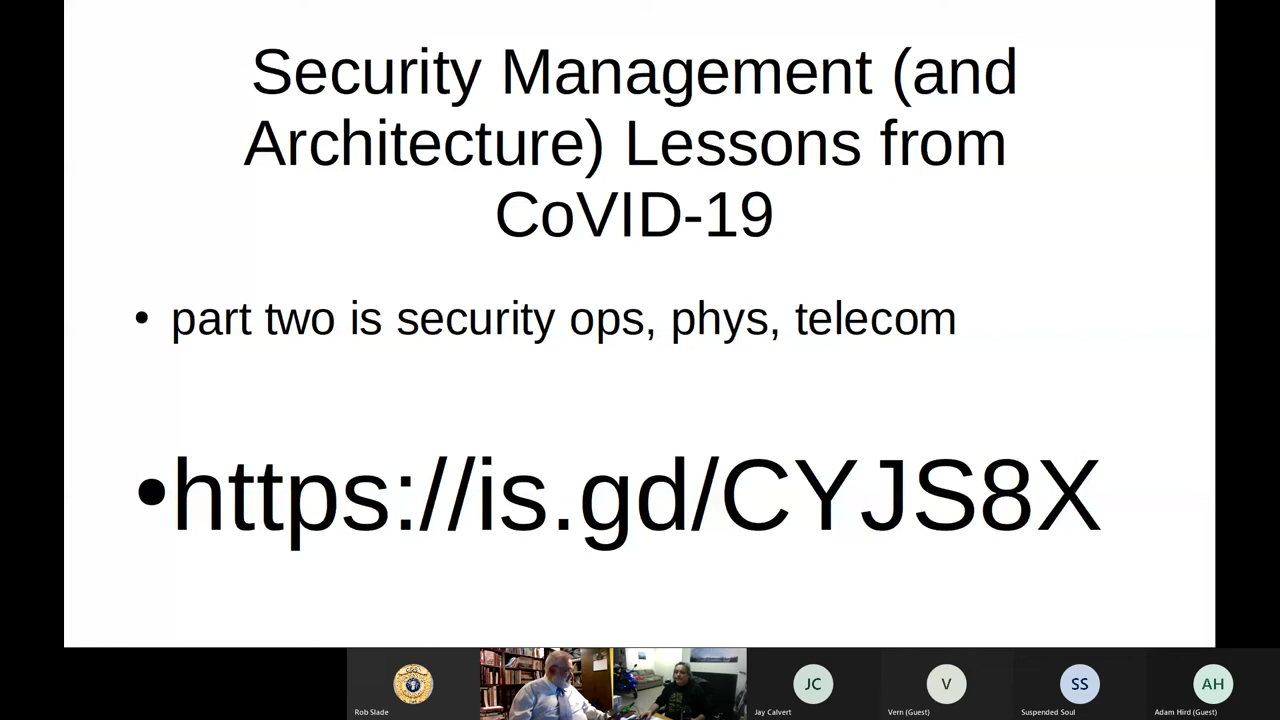 Security Management (and
Architecture) Lessons from
CoVID-19
• part two is security ops, phys, telecom
•https://is.gd/CYJS8X
JC
V
SS
AH
Rob Slade
Jay Calvert
Vern (Guest)
Suspended Soul
Adam Hird (Guest)